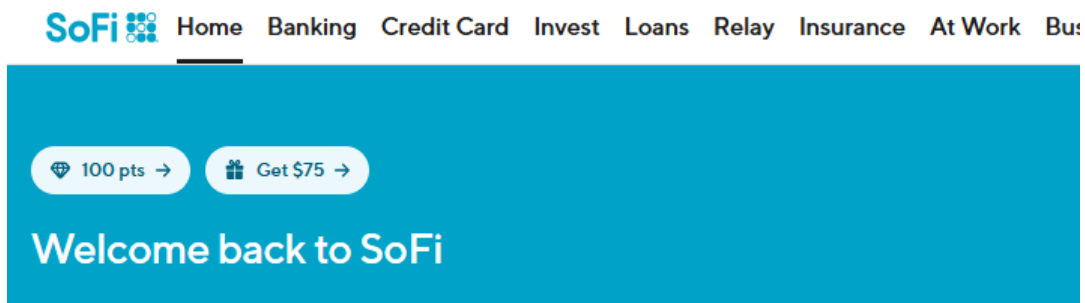 SoFi Home Banking Credit Card Invest Loans Relay Insurance At Work Bus
100 pts → Get $75 →
Welcome back to SoFi